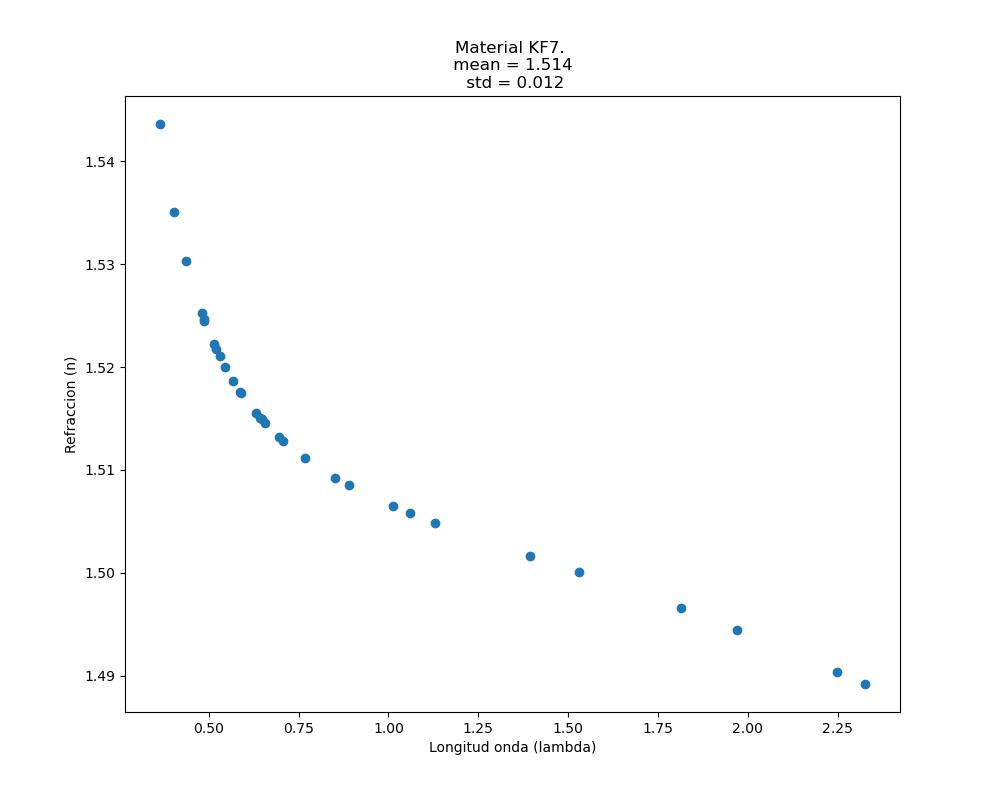 Material KF7.
mean = 1.514
std = 0.012
1.54
1.53
1.52
1.51
1.50
1.49
Refraccion (n)
0.50 0.75 1.00 1.25 1.50 1.75 2.00 2.25
Longitud onda (lambda)